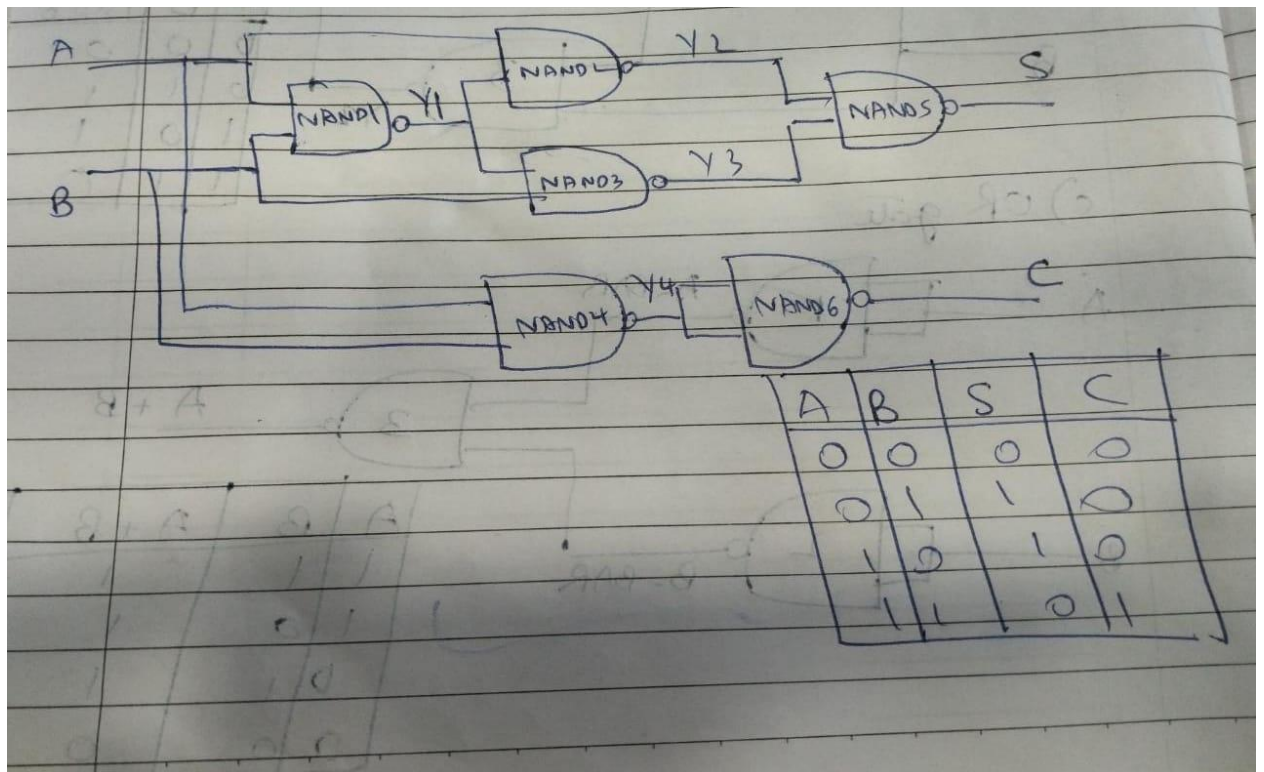 A
B
NAND1
Y1
NAND2
Y2
NAND3
Y3
NAND5
S
NAND4
Y4
NAND6
C
A B S C
0 0 0 0
0 1 1 0
1 0 1 0
1 1 0 1